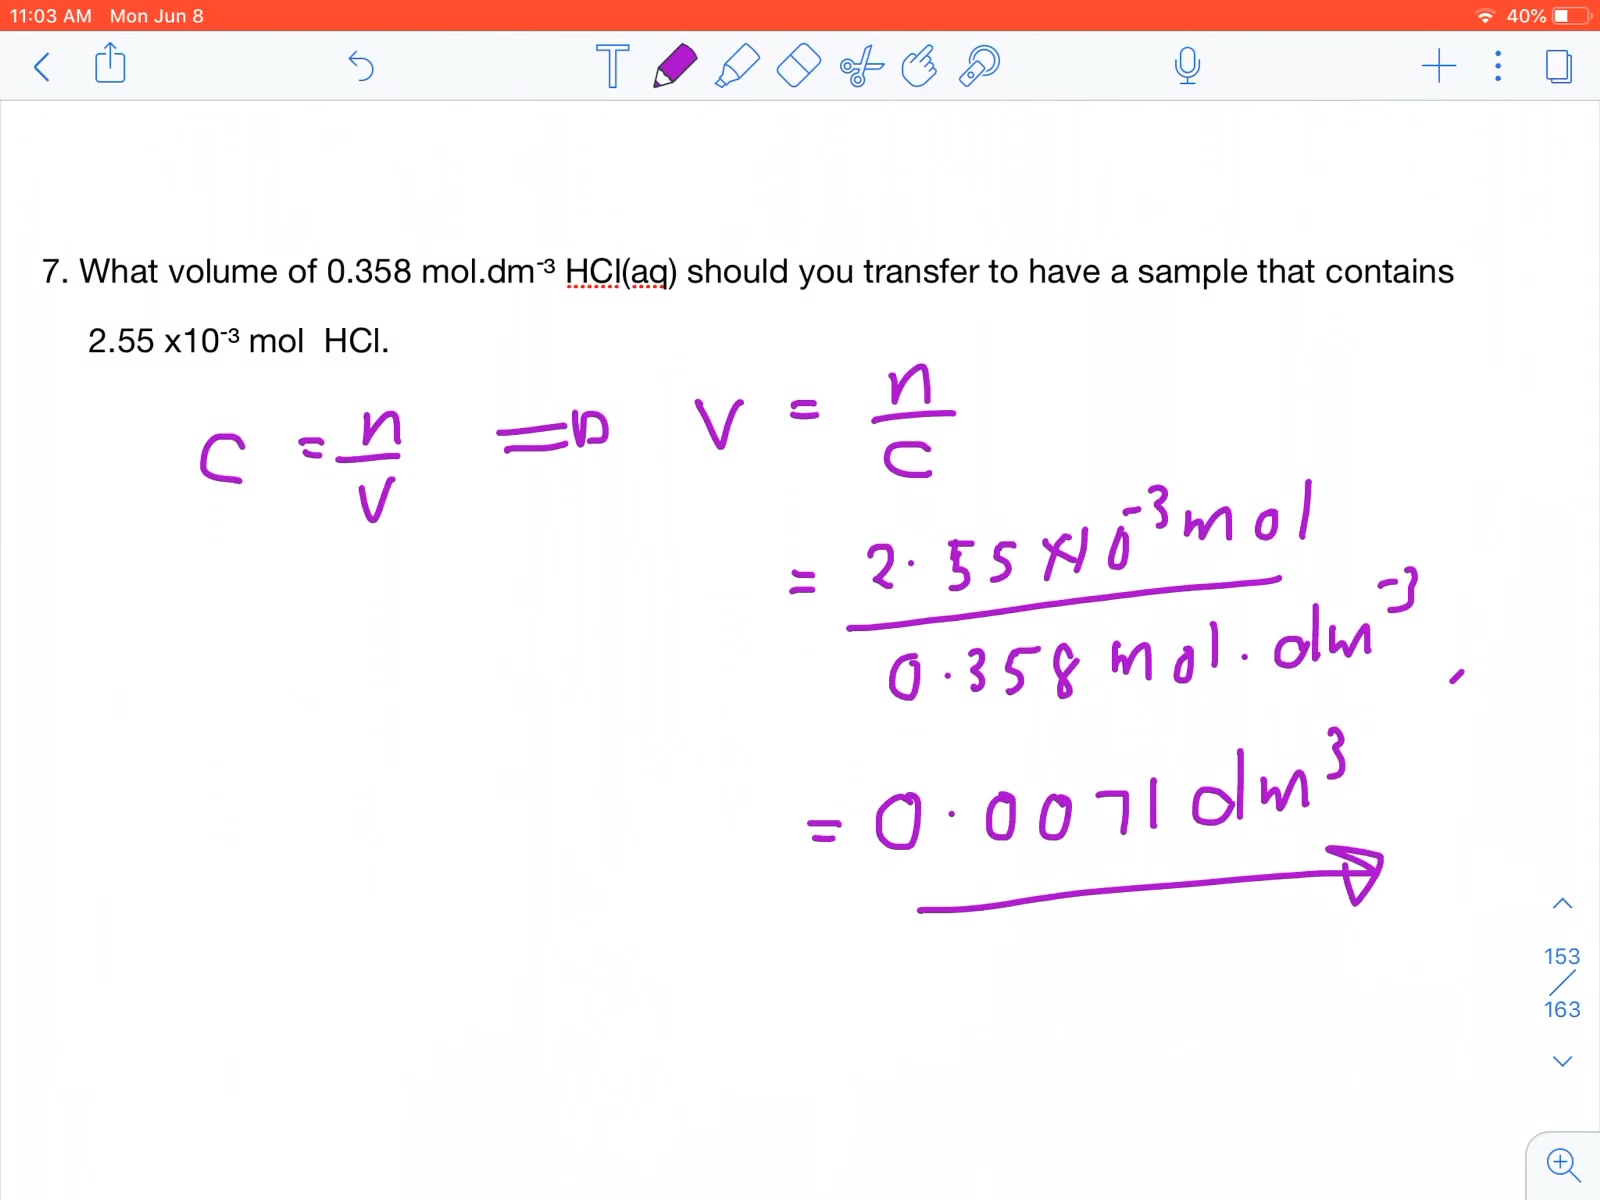 11:03 AM Mon Jun 8 40%
7. What volume of 0.358 mol.dm⁻³ HCl(aq) should you transfer to have a sample that contains
2.55 x10⁻³ mol HCl.
C = n/V ⇒ V = n/C
= 2.55 x10⁻³ mol / 0.358 mol.dm⁻³
= 0.0071 dm³
153
163